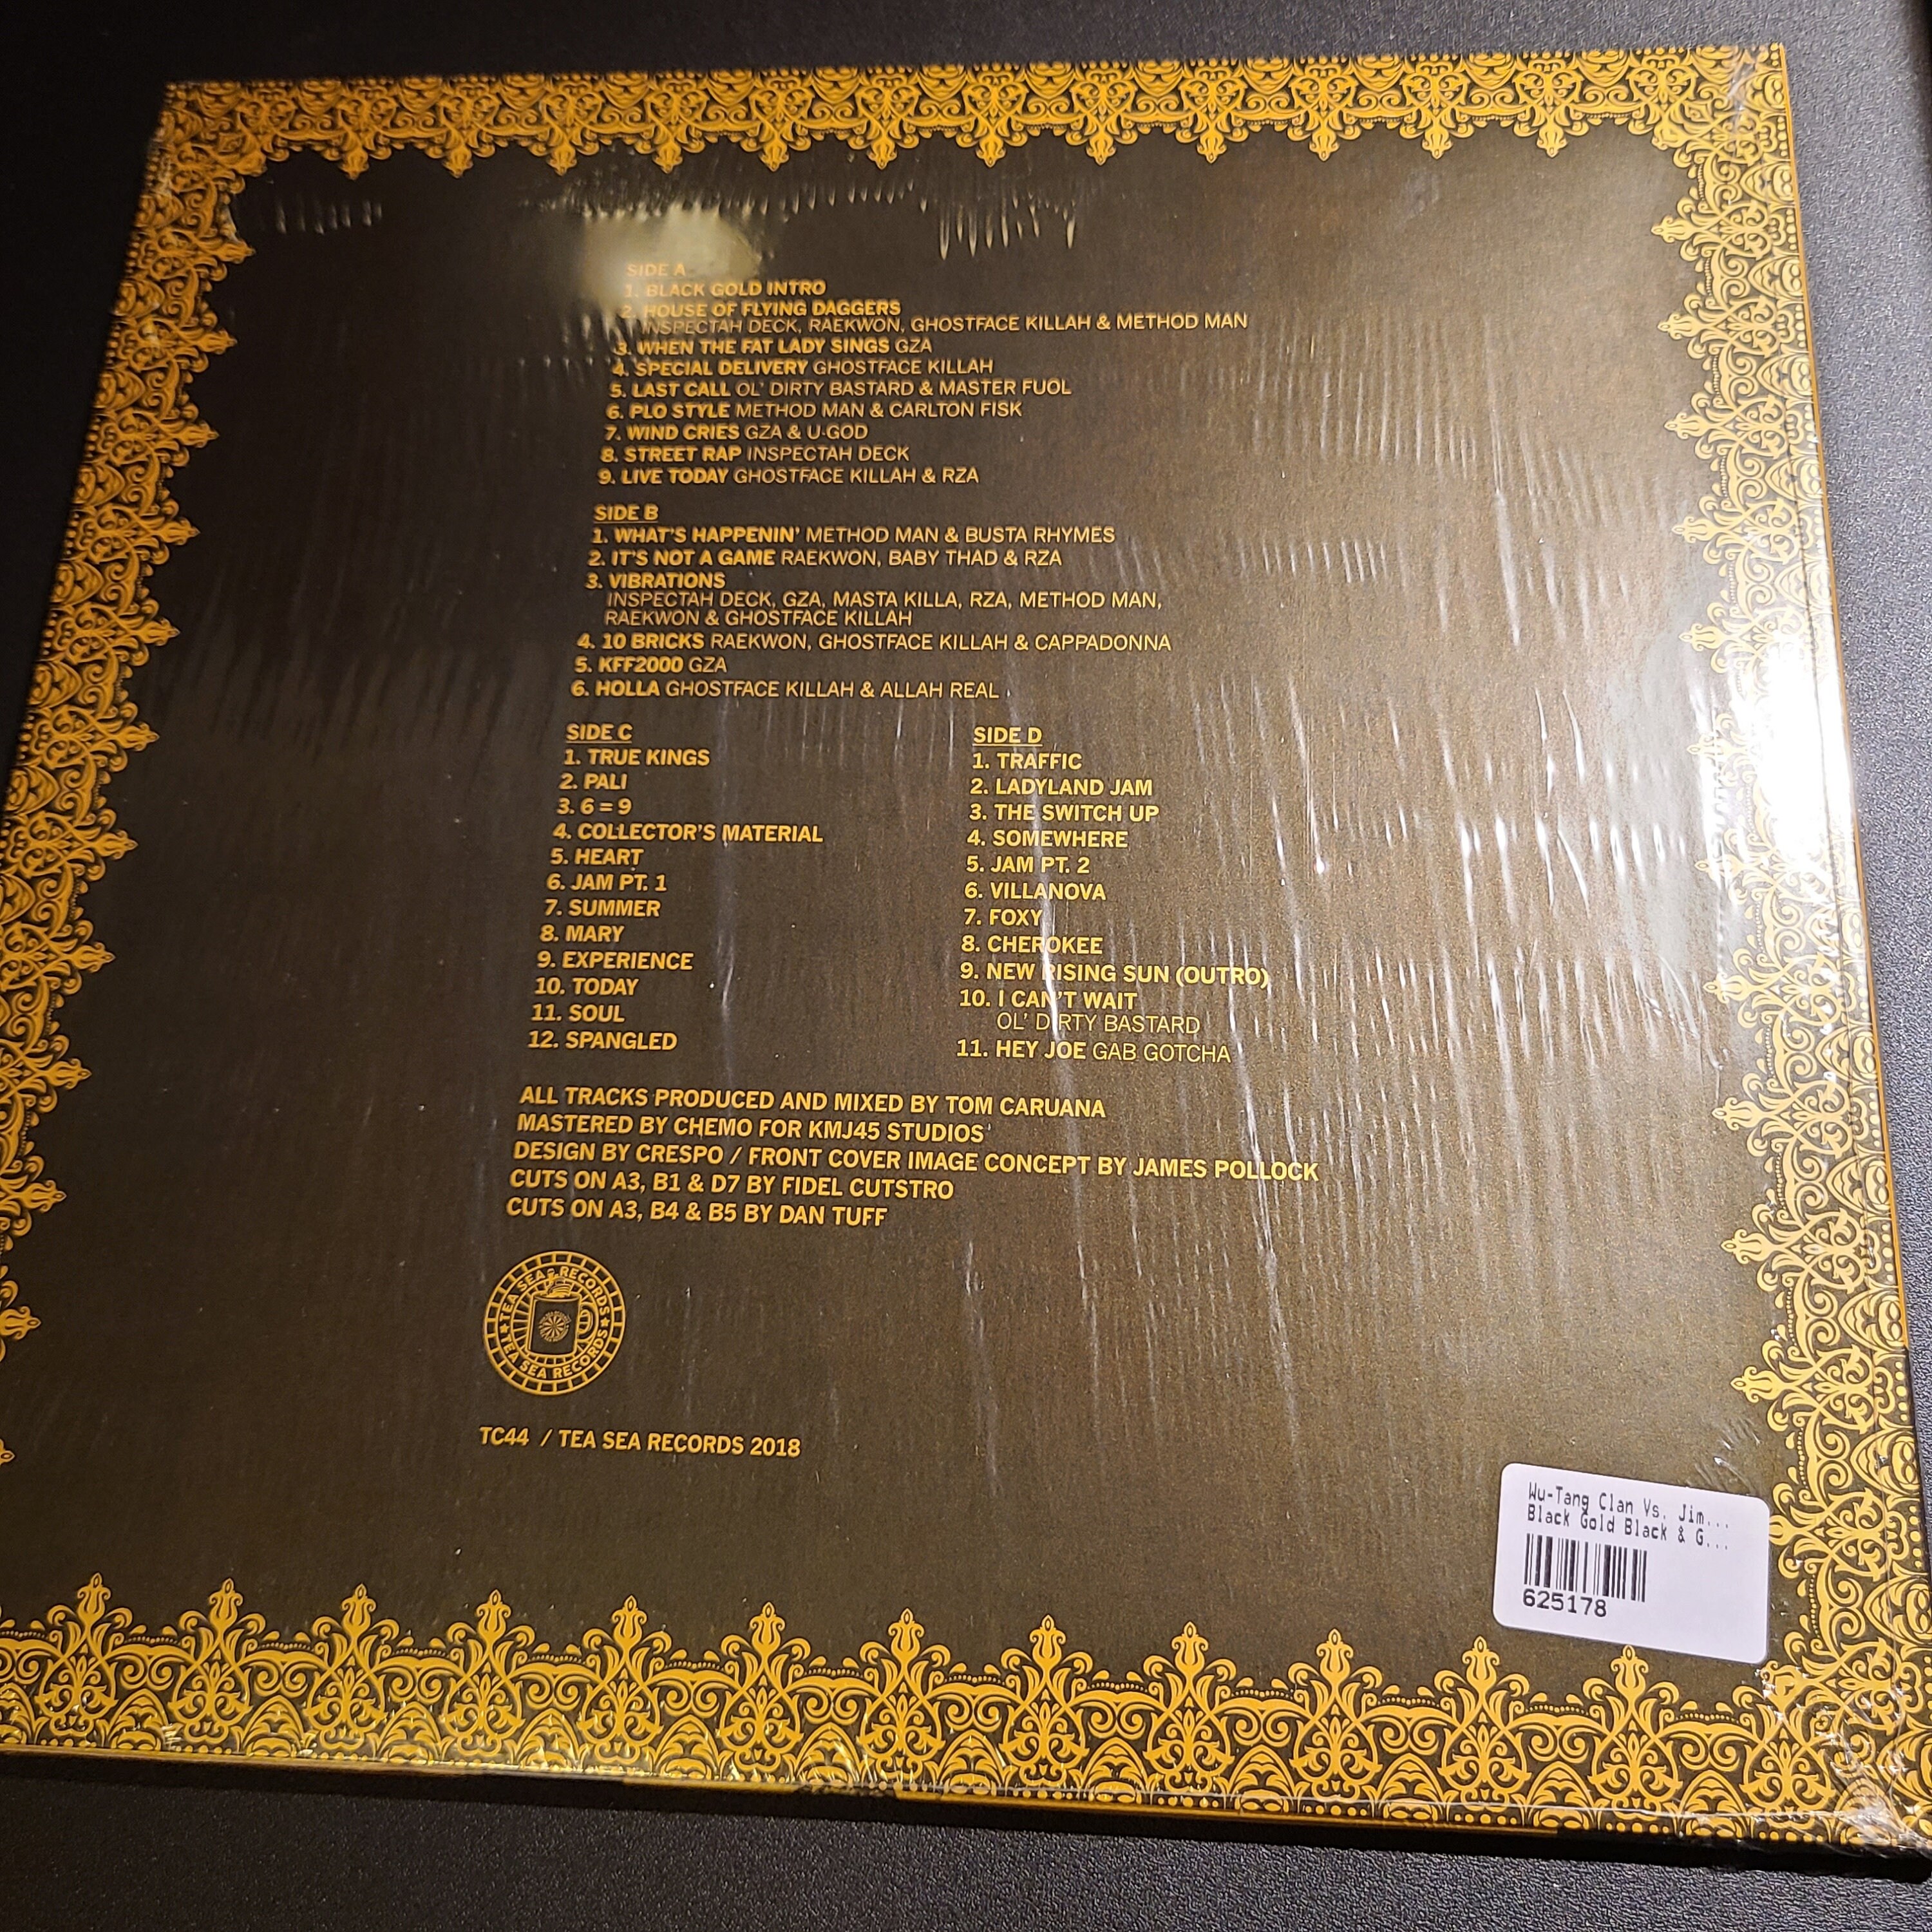 SIDE A
1. BLACK GOLD INTRO
2. HOUSE OF FLYING DAGGERS
INSPECTAH DECK, RAEKWON, GHOSTFACE KILLAH & METHOD MAN
3. WHEN THE FAT LADY SINGS GZA
4. SPECIAL DELIVERY GHOSTFACE KILLAH
5. LAST CALL OL' DIRTY BASTARD & MASTER FUOL
6. PLO STYLE METHOD MAN & CARLTON FISK
7. WIND CRIES GZA & U-GOD
8. STREET RAP INSPECTAH DECK
9. LIVE TODAY GHOSTFACE KILLAH & RZA
SIDE B
1. WHAT'S HAPPENIN' METHOD MAN & BUSTA RHYMES
2. IT'S NOT A GAME RAEKWON, BABY THAD & RZA
3. VIBRATIONS
INSPECTAH DECK, GZA, MASTA KILLA, RZA, METHOD MAN,
RAEKWON & GHOSTFACE KILLAH
4. 10 BRICKS RAEKWON, GHOSTFACE KILLAH & CAPPADONNA
5. KFF2000 GZA
6. HOLLA GHOSTFACE KILLAH & ALLAH REAL
SIDE C
1. TRUE KINGS
2. PALI
3. 6 = 9
4. COLLECTOR'S MATERIAL
5. HEART
6. JAM PT. 1
7. SUMMER
8. MARY
9. EXPERIENCE
10. TODAY
11. SOUL
12. SPANGLED
SIDE D
1. TRAFFIC
2. LADYLAND JAM
3. THE SWITCH UP
4. SOMEWHERE
5. JAM PT. 2
6. VILLANOVA
7. FOXY
8. CHEROKEE
9. NEW RISING SUN (OUTRO)
10. I CAN'T WAIT
OL' DIRTY BASTARD
11. HEY JOE GAB GOTCHA
ALL TRACKS PRODUCED AND MIXED BY TOM CARUANA
MASTERED BY CHEMO FOR KMJ45 STUDIOS
DESIGN BY CRESPO / FRONT COVER IMAGE CONCEPT BY JAMES POLLOCK
CUTS ON A3, B1 & D7 BY FIDEL CUTSTRO
CUTS ON A3, B4 & B5 BY DAN TUFF
TEA SEA RECORDS
TEA SEA RECORDS
TC44 / TEA SEA RECORDS 2018
Wu-Tang Clan Vs. Jim...
Black Gold Black & G...
625178